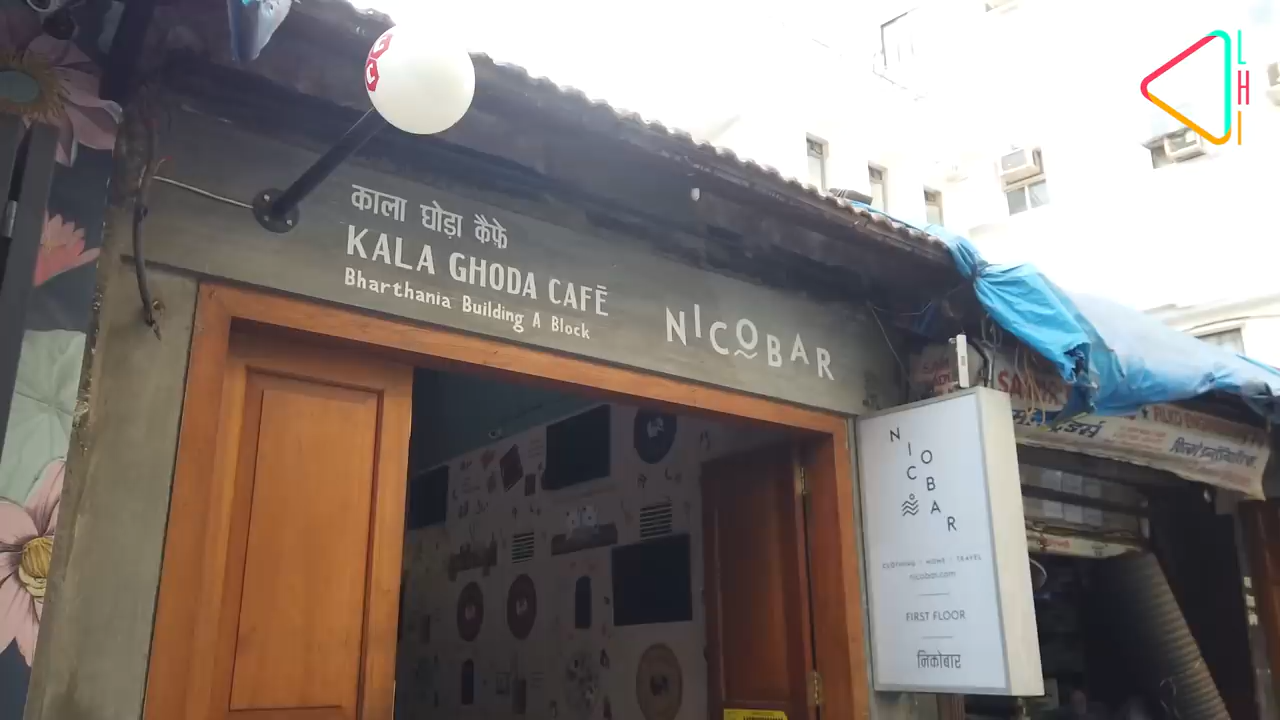 G
C
काला घोड़ा कैफ़े
KALA GHODA CAFĒ
Bharthania Building A Block
NICOBAR
NICOBAR
CLOTHING / HOME / TRAVEL
nicobar.com
FIRST FLOOR
निकोबार
LHI